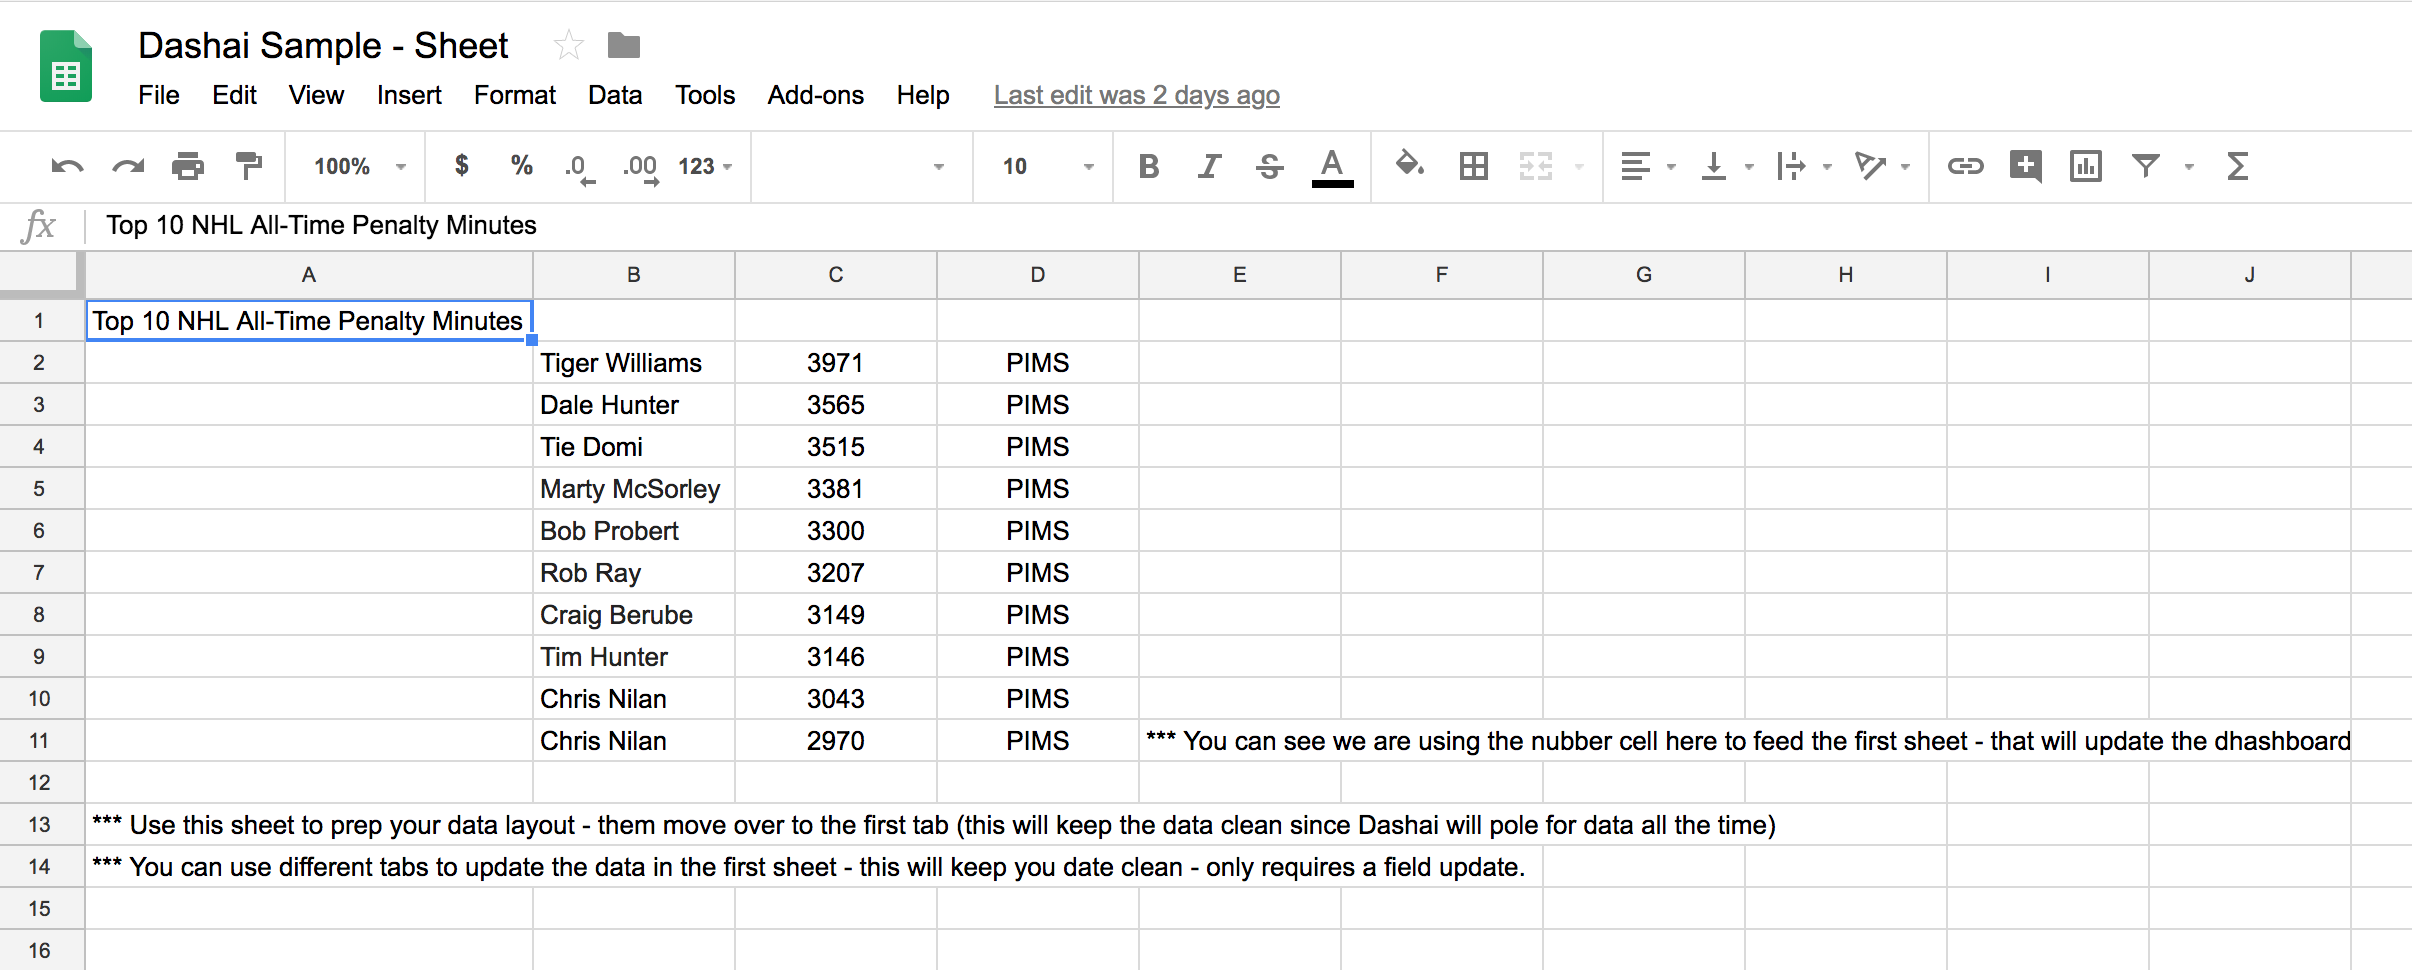 Dashai Sample - Sheet
File Edit View Insert Format Data Tools Add-ons Help Last edit was 2 days ago
100% $ % .0 .00 123 10 B I S A
fx Top 10 NHL All-Time Penalty Minutes
A B C D E F G H I J
1 Top 10 NHL All-Time Penalty Minutes
2 Tiger Williams 3971 PIMS
3 Dale Hunter 3565 PIMS
4 Tie Domi 3515 PIMS
5 Marty McSorley 3381 PIMS
6 Bob Probert 3300 PIMS
7 Rob Ray 3207 PIMS
8 Craig Berube 3149 PIMS
9 Tim Hunter 3146 PIMS
10 Chris Nilan 3043 PIMS
11 Chris Nilan 2970 PIMS *** You can see we are using the nubber cell here to feed the first sheet - that will update the dhashboard
12
13 *** Use this sheet to prep your data layout - them move over to the first tab (this will keep the data clean since Dashai will pole for data all the time)
14 *** You can use different tabs to update the data in the first sheet - this will keep you date clean - only requires a field update.
15
16